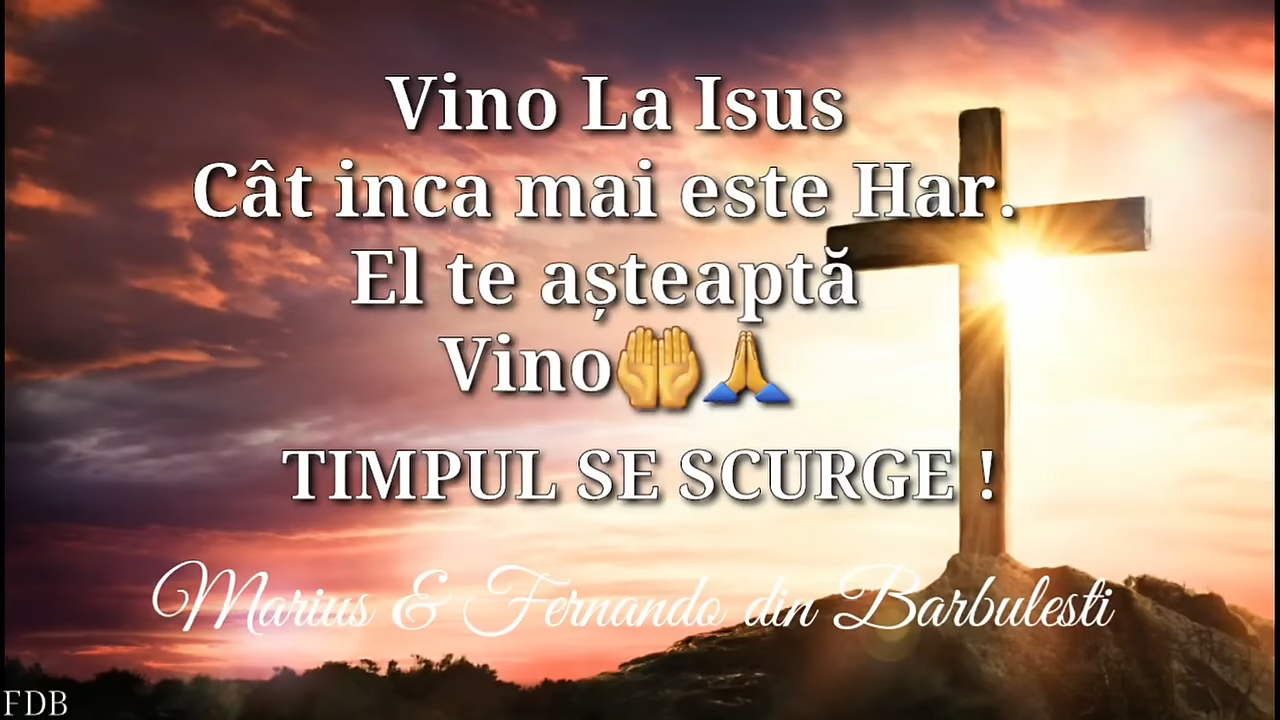 Vino La Isus
Cât inca mai este Har.
El te așteaptă
Vino🤲🙏
TIMPUL SE SCURGE !
Marius & Fernando din Barbulesti
FDB